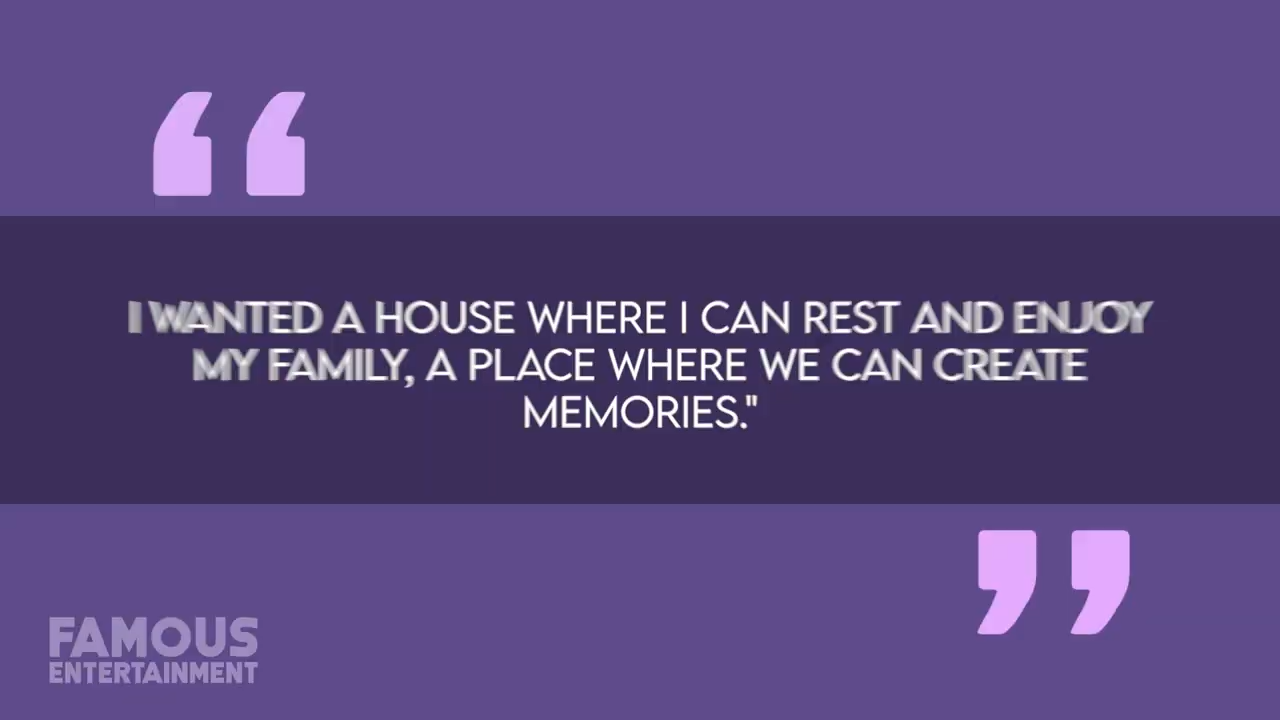 I WANTED A HOUSE WHERE I CAN REST AND ENJOY
MY FAMILY, A PLACE WHERE WE CAN CREATE
MEMORIES."
FAMOUS
ENTERTAINMENT